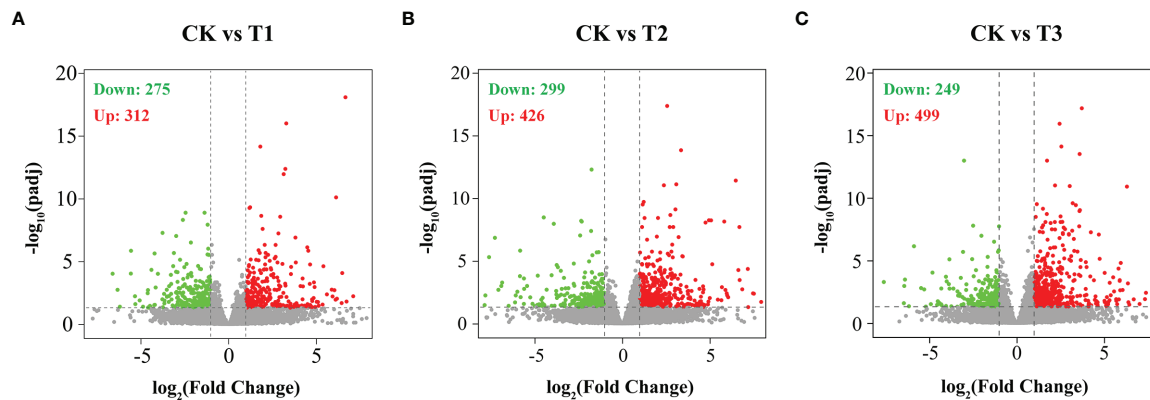 A
CK vs T1
Down: 275
Up: 312
20
15
10
5
0
-log10(padj)
-5
0
5
log2(Fold Change)
B
CK vs T2
Down: 299
Up: 426
20
15
10
5
0
-log10(padj)
-5
0
5
log2(Fold Change)
C
CK vs T3
Down: 249
Up: 499
20
15
10
5
0
-log10(padj)
-5
0
5
log2(Fold Change)